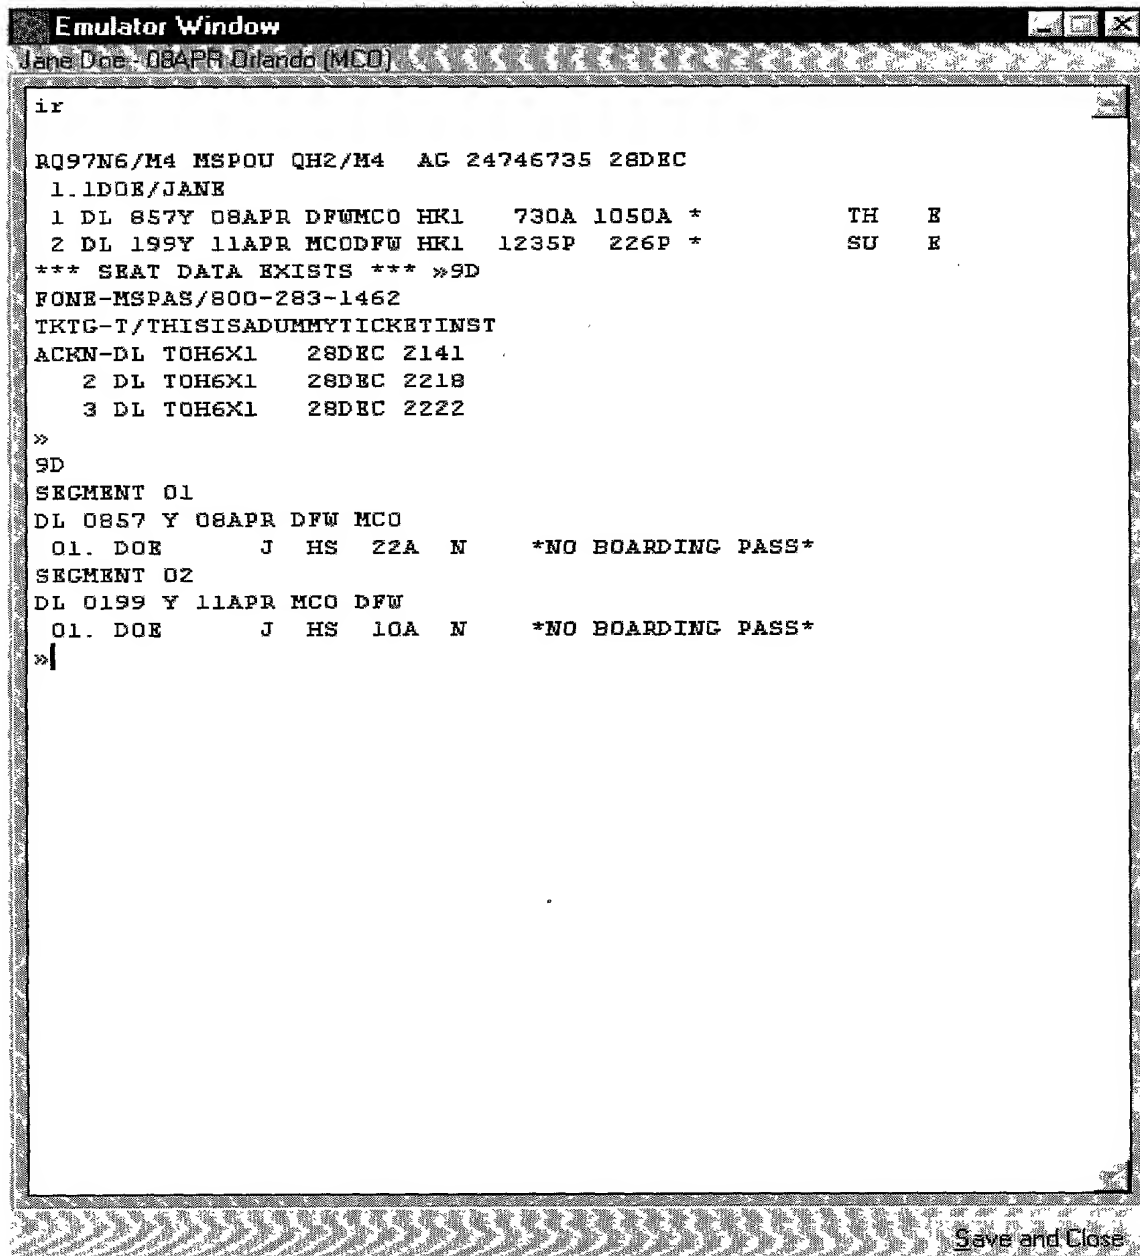 Emulator Window
Jane Doe - 08APR Orlando (MCO)
ir
RQ97N6/M4 MSPOU QH2/M4  AG 24746735 28DEC
1.1DOE/JANE
1 DL 857Y 08APR DFWMCO HK1   730A 1050A *          TH   E
2 DL 199Y 11APR MCODFW HK1  1235P  226P *          SU   E
*** SEAT DATA EXISTS *** »9D
FONE-MSPAS/800-283-1462
TKTG-T/THISISADUMMYTICKETINST
ACKN-DL TOH6X1   28DEC 2141
2 DL TOH6X1   28DEC 2218
3 DL TOH6X1   28DEC 2222
»
9D
SEGMENT 01
DL 0857 Y 08APR DFW MCO
01. DOE       J  HS  22A  N    *NO BOARDING PASS*
SEGMENT 02
DL 0199 Y 11APR MCO DFW
01. DOE       J  HS  10A  N    *NO BOARDING PASS*
»
Save and Close